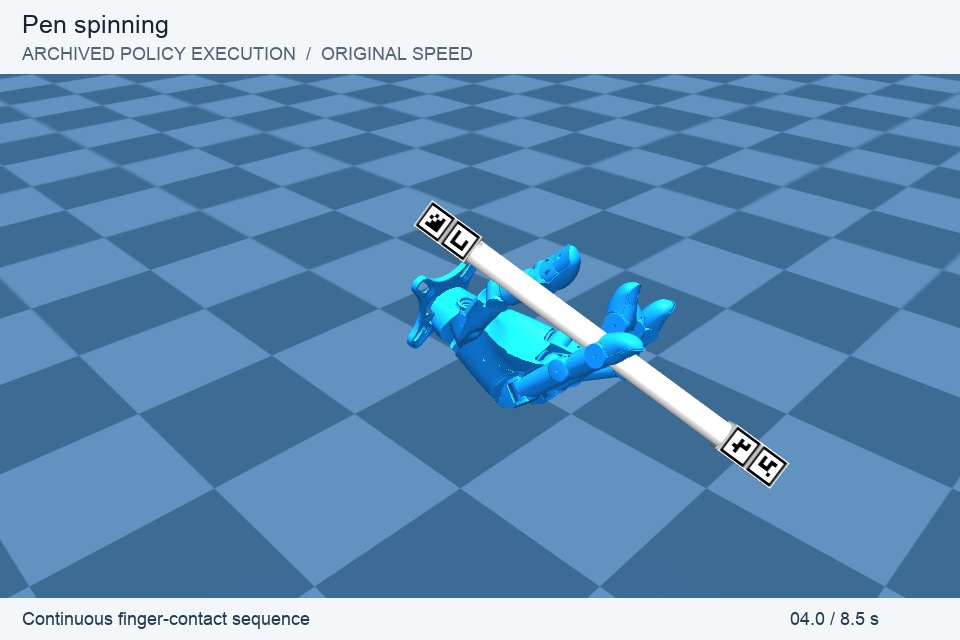 Pen spinning
ARCHIVED POLICY EXECUTION / ORIGINAL SPEED
Continuous finger-contact sequence
04.0 / 8.5 s